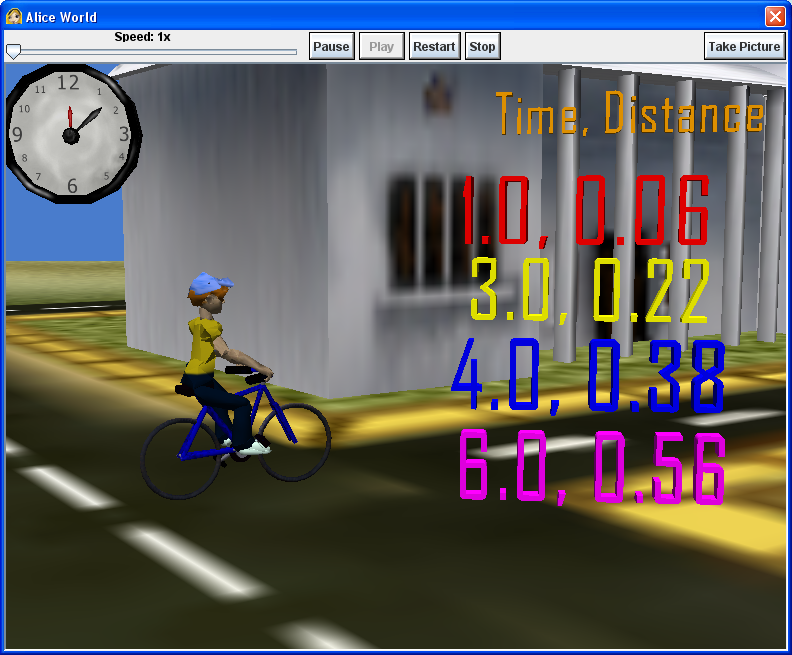 Alice World
Speed: 1x
Pause Play Restart Stop Take Picture
12
11 1
10 2
9 3
8 4
7 5
6
Time, Distance
1.0, 0.06
3.0, 0.22
4.0, 0.38
6.0, 0.56